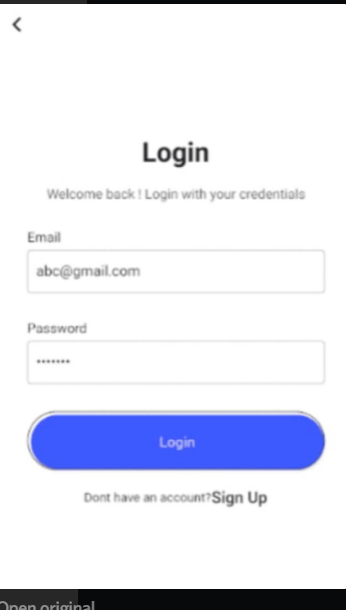 Login
Welcome back ! Login with your credentials
Email
abc@gmail.com
Password
•••••••
Login
Dont have an account?Sign Up
Open original